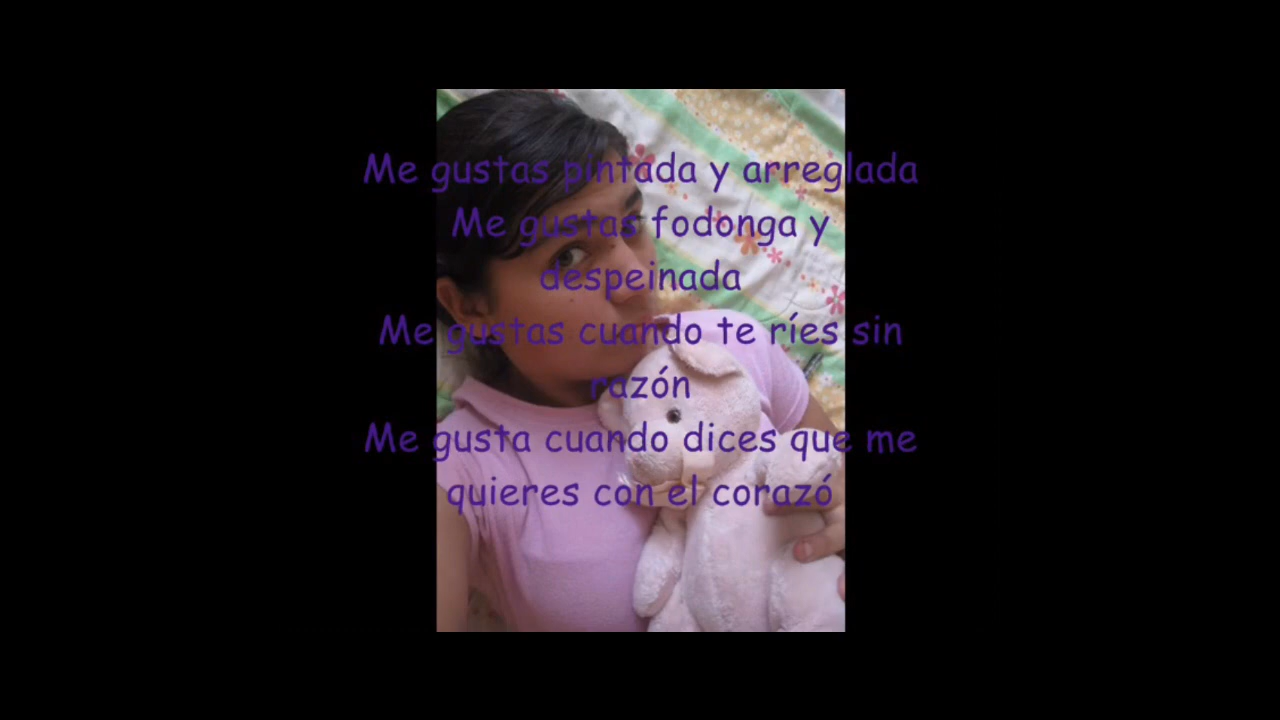 Me gustas pintada y arreglada
Me gustas fodonga y
despeinada
Me gustas cuando te ríes sin
razón
Me gusta cuando dices que me
quieres con el corazó